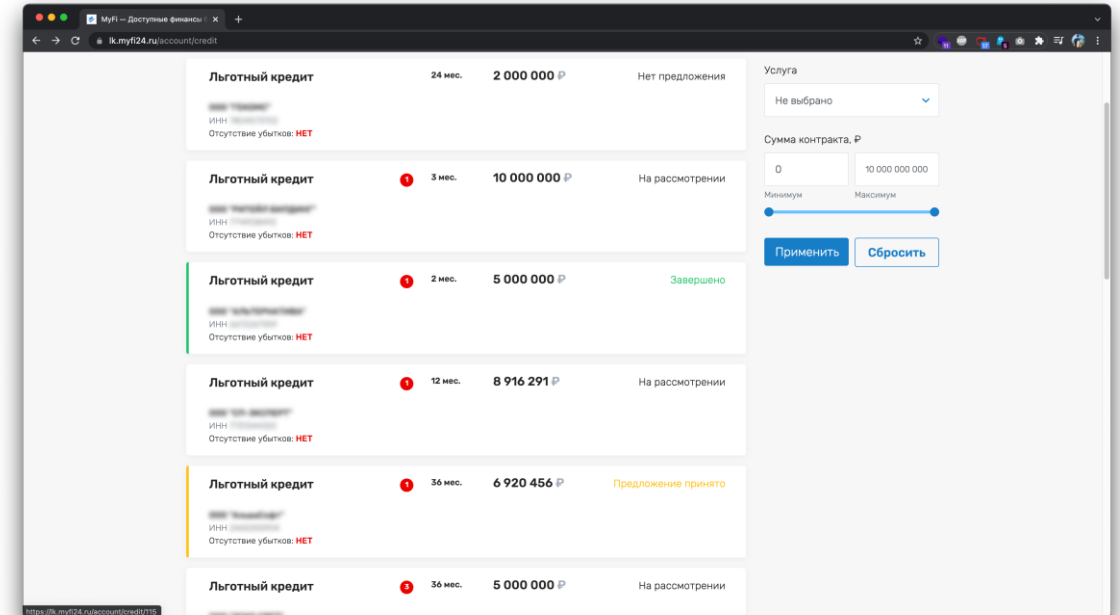 MyFi — Доступные финансы
lk.myfi24.ru/account/credit
Льготный кредит 24 мес. 2 000 000 ₽ Нет предложения
ООО
ИНН
Отсутствие убытков: НЕТ
Льготный кредит 1 3 мес. 10 000 000 ₽ На рассмотрении
ООО
ИНН
Отсутствие убытков: НЕТ
Льготный кредит 1 2 мес. 5 000 000 ₽ Завершено
ООО
ИНН
Отсутствие убытков: НЕТ
Льготный кредит 1 12 мес. 8 916 291 ₽ На рассмотрении
ООО
ИНН
Отсутствие убытков: НЕТ
Льготный кредит 1 36 мес. 6 920 456 ₽ Предложение принято
ООО
ИНН
Отсутствие убытков: НЕТ
Льготный кредит 3 36 мес. 5 000 000 ₽ На рассмотрении
Услуга
Не выбрано
Сумма контракта, ₽
0 10 000 000 000
Минимум Максимум
Применить Сбросить
https://lk.myfi24.ru/account/credit/115